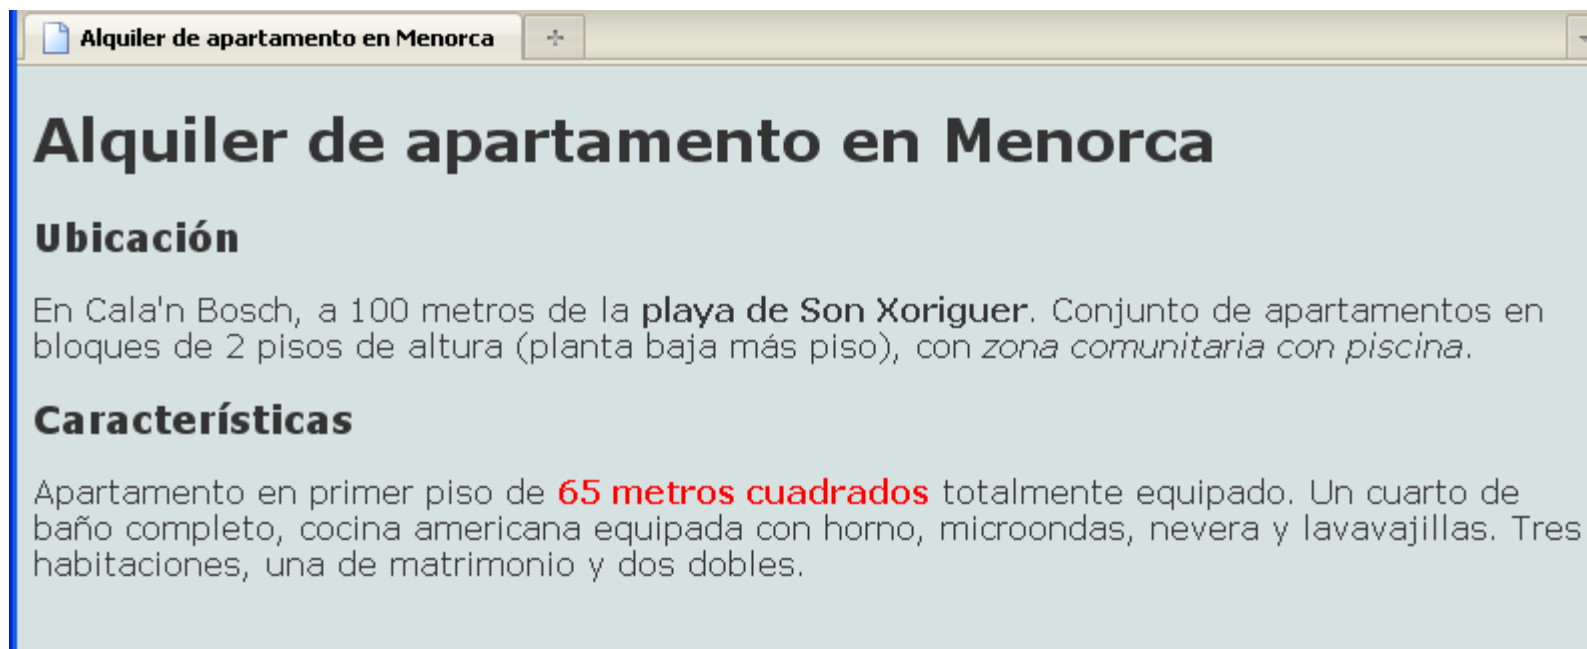 Alquiler de apartamento en Menorca
Alquiler de apartamento en Menorca
Ubicación
En Cala'n Bosch, a 100 metros de la playa de Son Xoriguer. Conjunto de apartamentos en
bloques de 2 pisos de altura (planta baja más piso), con zona comunitaria con piscina.
Características
Apartamento en primer piso de 65 metros cuadrados totalmente equipado. Un cuarto de
baño completo, cocina americana equipada con horno, microondas, nevera y lavavajillas. Tres
habitaciones, una de matrimonio y dos dobles.